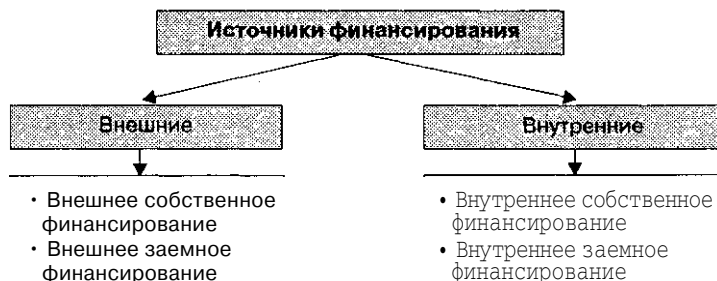 Источники финансирования
Внешние
Внутренние
• Внешнее собственное
финансирование
• Внешнее заемное
финансирование
• Внутреннее собственное
финансирование
• Внутреннее заемное
финансирование